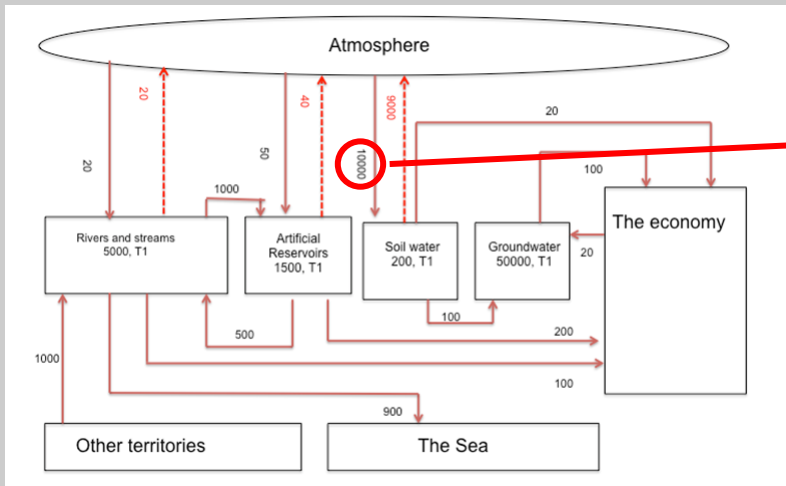 Atmosphere
20
20
50
40
10000
9000
20
100
1000
Rivers and streams
5000, T1
Artificial
Reservoirs
1500, T1
Soil water
200, T1
Groundwater
50000, T1
The economy
20
100
500
200
1000
100
900
Other territories
The Sea